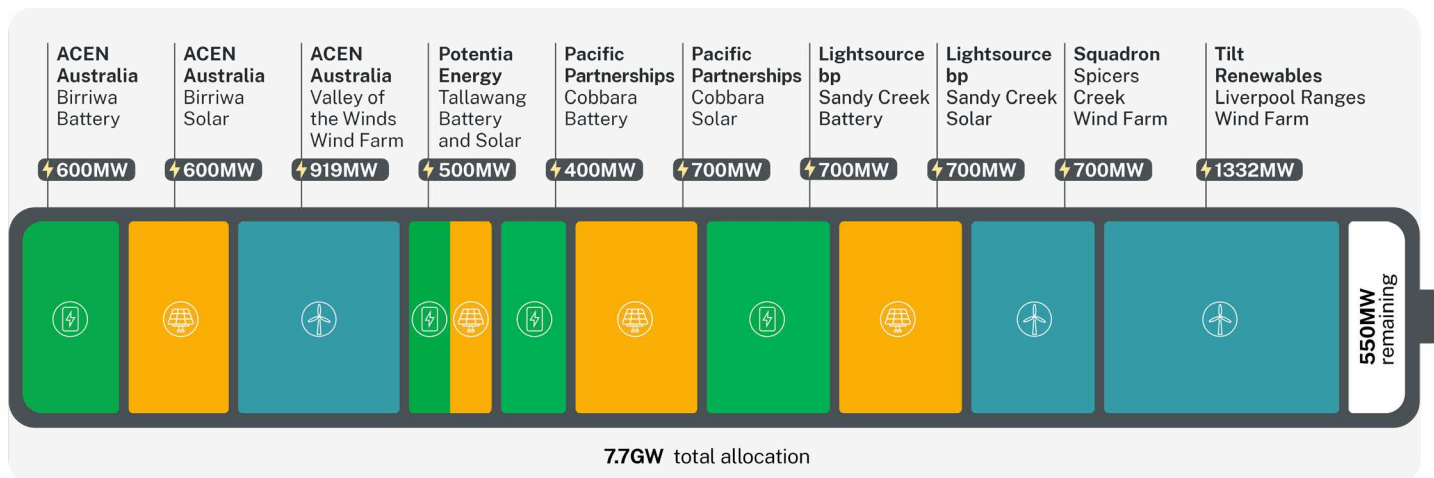 ACEN
Australia
Birriwa
Battery
600MW
ACEN
Australia
Birriwa
Solar
600MW
ACEN
Australia
Valley of
the Winds
Wind Farm
919MW
Potentia
Energy
Tallawang
Battery
and Solar
500MW
Pacific
Partnerships
Cobbara
Battery
400MW
Pacific
Partnerships
Cobbara
Solar
700MW
Lightsource
bp
Sandy Creek
Battery
700MW
Lightsource
bp
Sandy Creek
Solar
700MW
Squadron
Spicers
Creek
Wind Farm
700MW
Tilt
Renewables
Liverpool Ranges
Wind Farm
1332MW
550MW
remaining
7.7GW total allocation